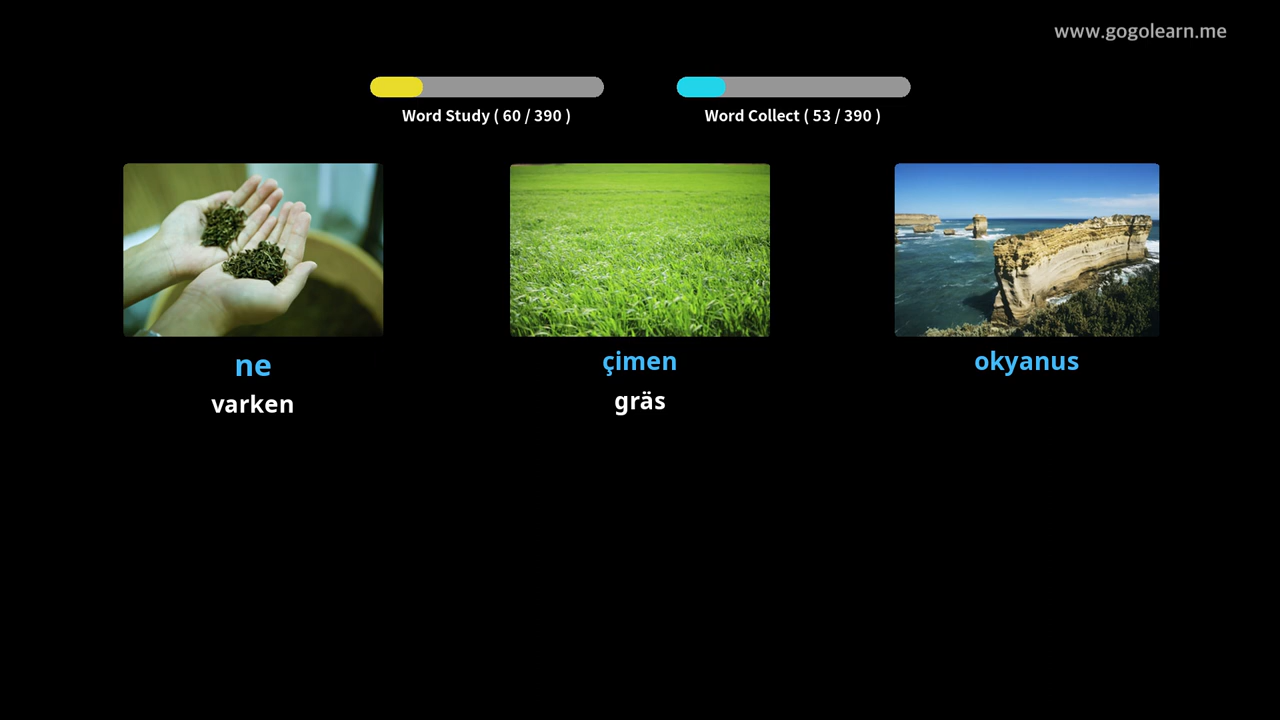 www.gogolearn.me
Word Study ( 60 / 390 )
Word Collect ( 53 / 390 )
ne
varken
çimen
gräs
okyanus